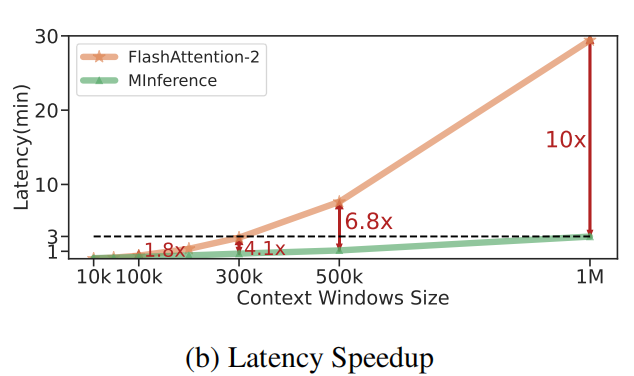 30
20
10
3
1
Latency(min)
FlashAttention-2
MInference
10x
6.8x
4.1x
1.8x
10k 100k 300k 500k 1M
Context Windows Size
(b) Latency Speedup